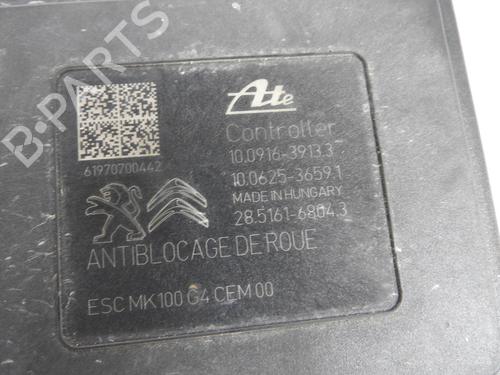 B-PARTS
Ate
Controller
10.0916-3913.3
10.0625-3659.1
MADE IN HUNGARY
28.5161-6804.3
61970700442
ANTIBLOCAGE DE ROUE
ESC MK100 G4 CEM 00